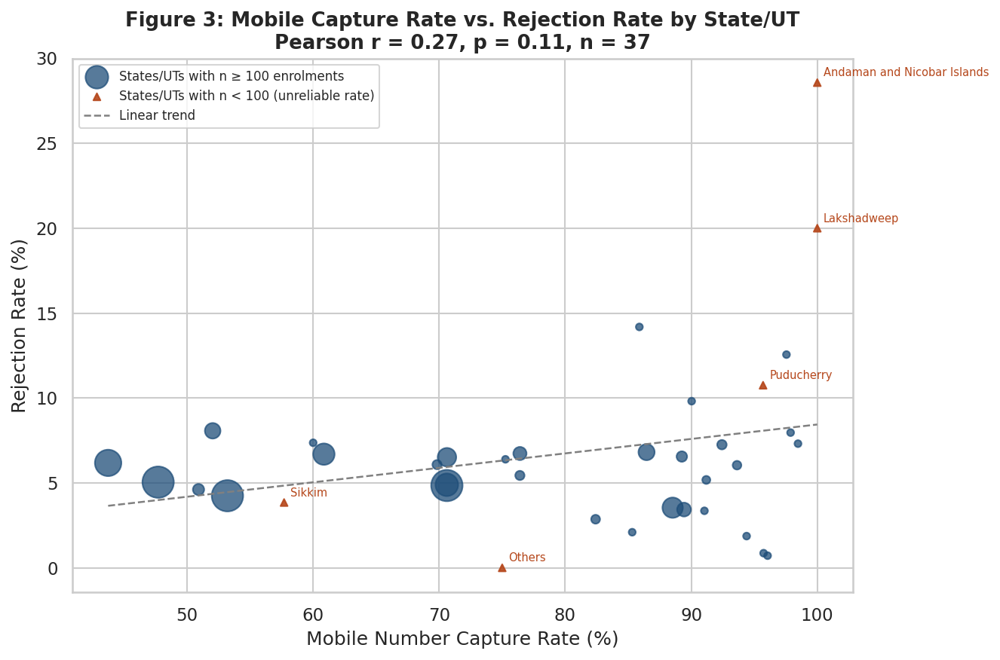 Figure 3: Mobile Capture Rate vs. Rejection Rate by State/UT
Pearson r = 0.27, p = 0.11, n = 37
States/UTs with n ≥ 100 enrolments
States/UTs with n < 100 (unreliable rate)
Linear trend
Andaman and Nicobar Islands
Lakshadweep
Puducherry
Sikkim
Others
30
25
20
15
10
5
0
Rejection Rate (%)
50 60 70 80 90 100
Mobile Number Capture Rate (%)